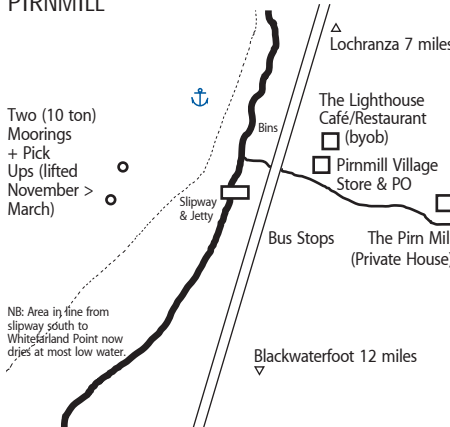 PIRNMILL
Lochranza 7 miles
The Lighthouse
Café/Restaurant
(byob)
Bins
Pirnmill Village
Store & PO
Two (10 ton)
Moorings
+ Pick
Ups (lifted
November >
March)
Slipway
& Jetty
Bus Stops
The Pirn Mil
(Private House)
NB: Area in line from
slipway south to
Whitefarland Point now
dries at most low water.
Blackwaterfoot 12 miles